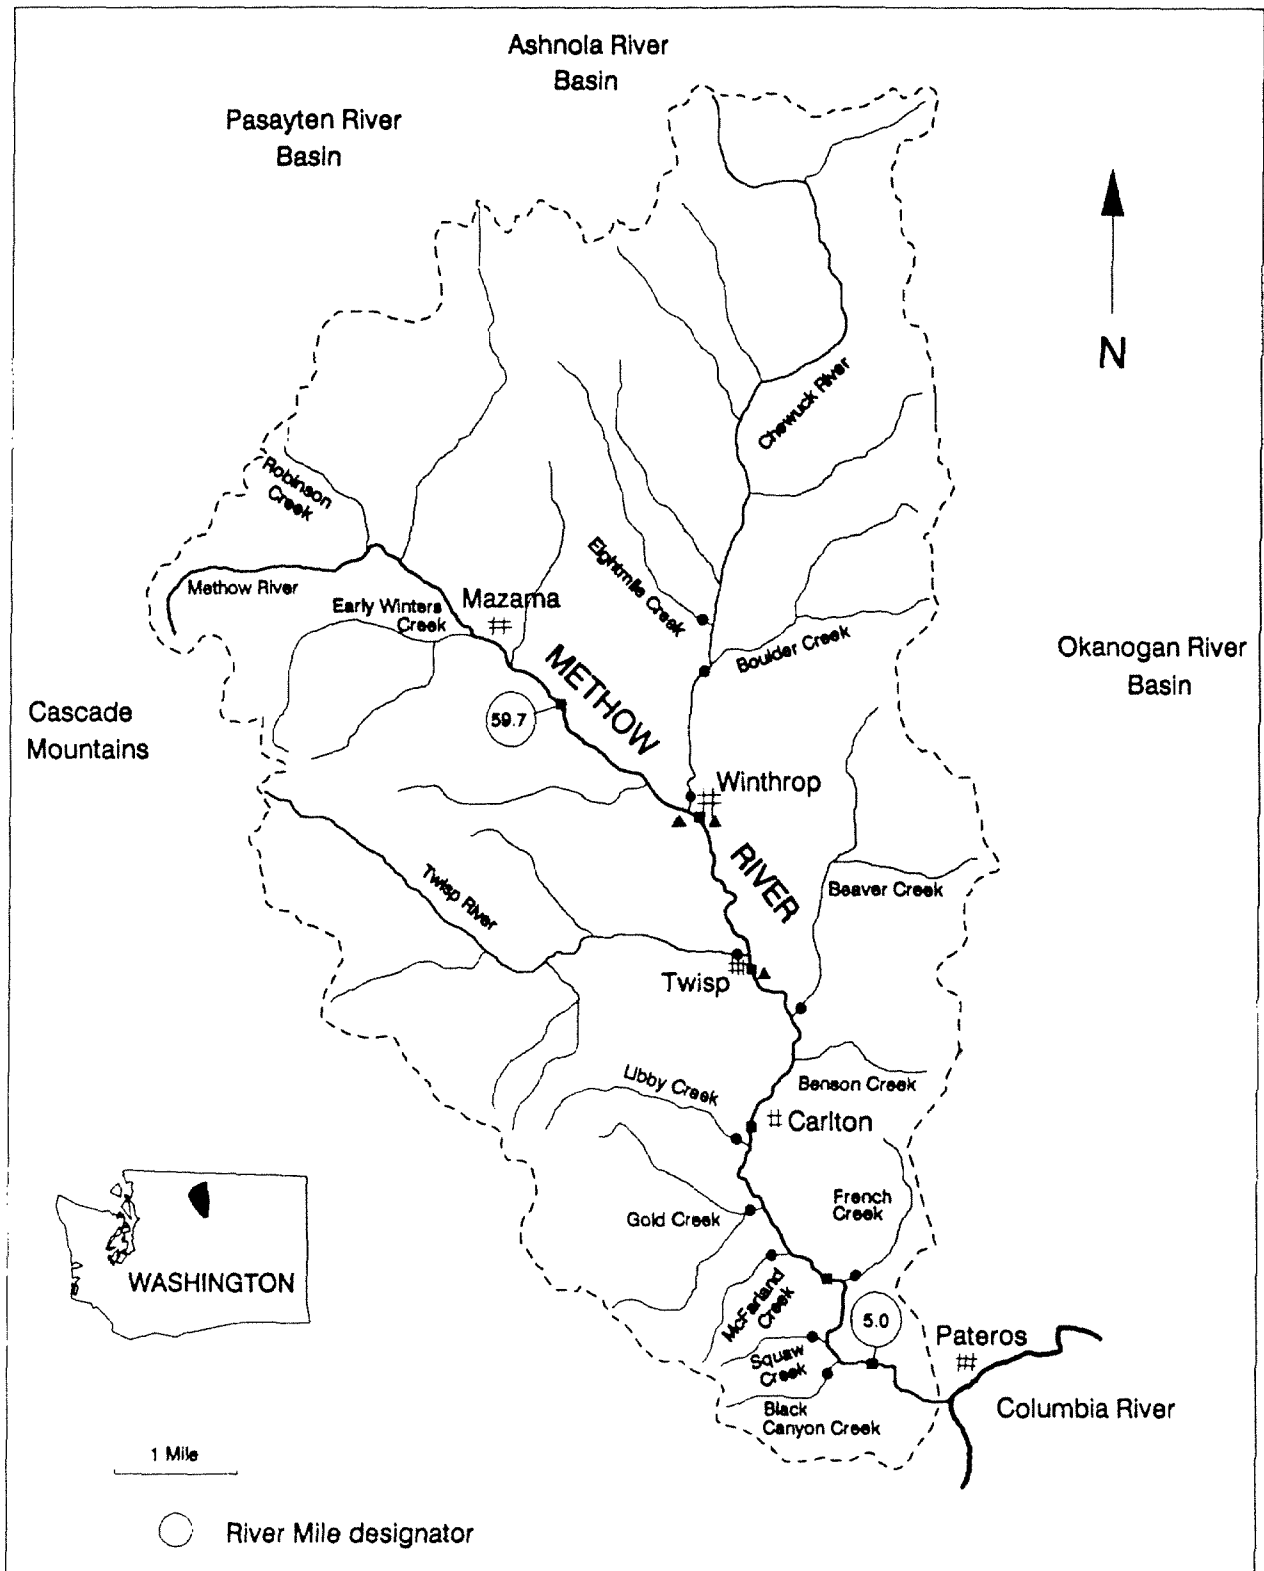 Ashnola River
Basin
Pasayten River
Basin
N
Chewuck River
Robinson
Creek
Methow River
Early Winters
Creek
Mazama
Eightmile Creek
Boulder Creek
Okanogan River
Basin
METHOW
RIVER
Cascade
Mountains
59.7
Winthrop
Twisp River
Beaver Creek
Twisp
Libby Creek
Benson Creek
Carlton
French
Creek
Gold Creek
WASHINGTON
McFarland
Creek
5.0
Pateros
Squaw
Creek
Black
Canyon Creek
Columbia River
1 Mile
River Mile designator